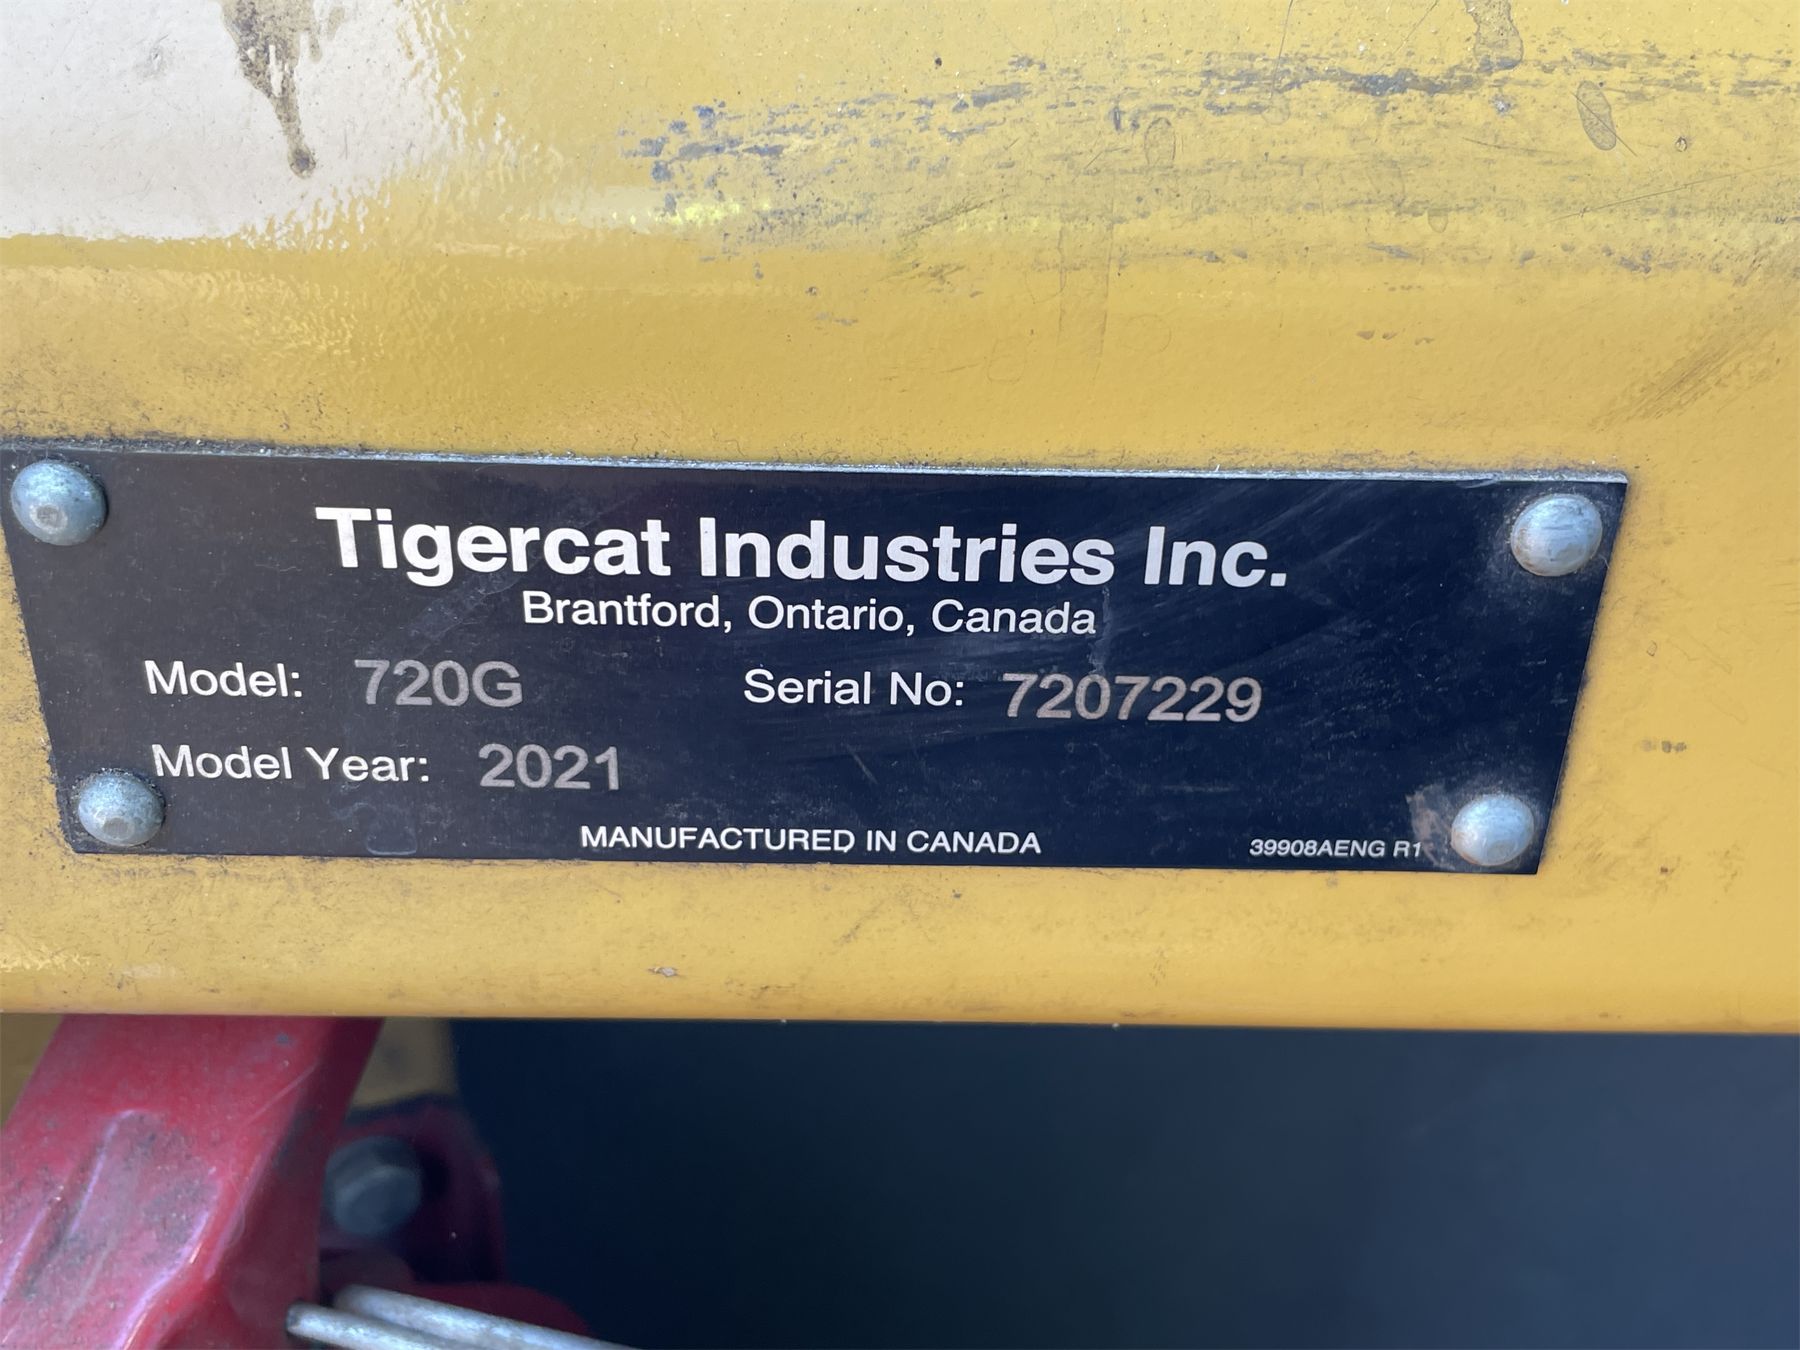 Tigercat Industries Inc.
Brantford, Ontario, Canada
Model: 720G Serial No: 7207229
Model Year: 2021
MANUFACTURED IN CANADA 39908AENG R1